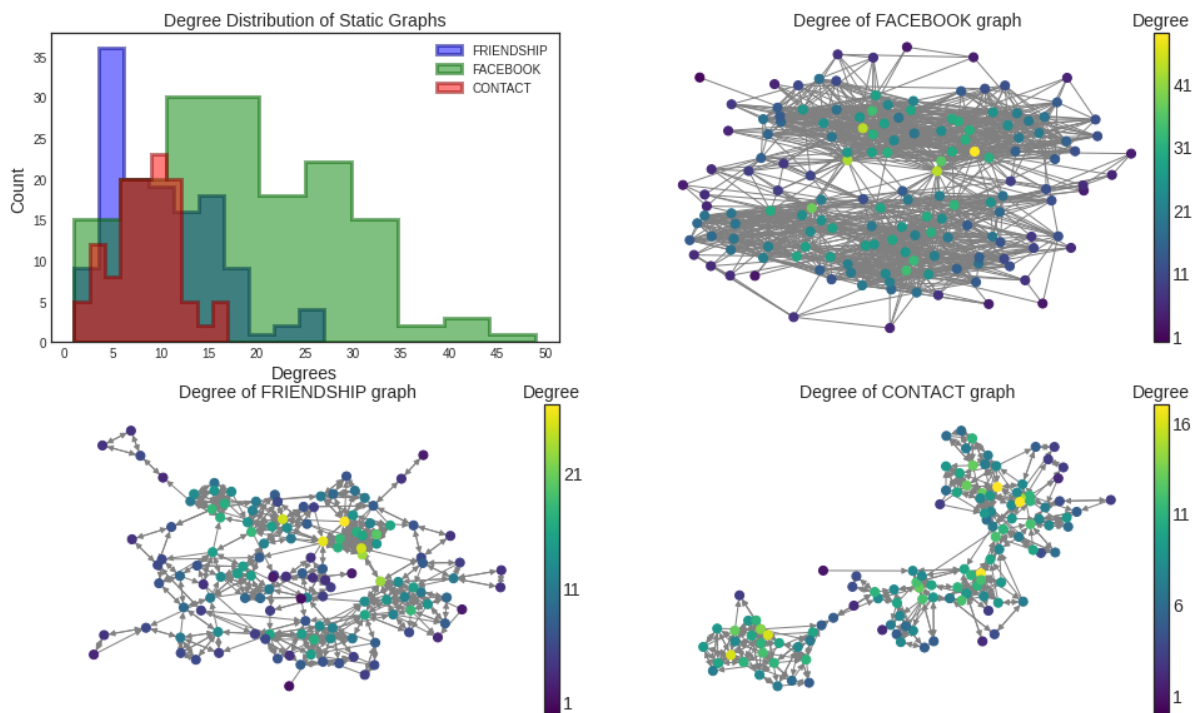 Degree Distribution of Static Graphs
FRIENDSHIP
FACEBOOK
CONTACT
35
30
25
20
15
10
5
0
Count
0 5 10 15 20 25 30 35 40 45 50
Degrees
Degree of FACEBOOK graph
Degree
41
31
21
11
1
Degree of FRIENDSHIP graph
Degree
21
11
1
Degree of CONTACT graph
Degree
16
11
6
1